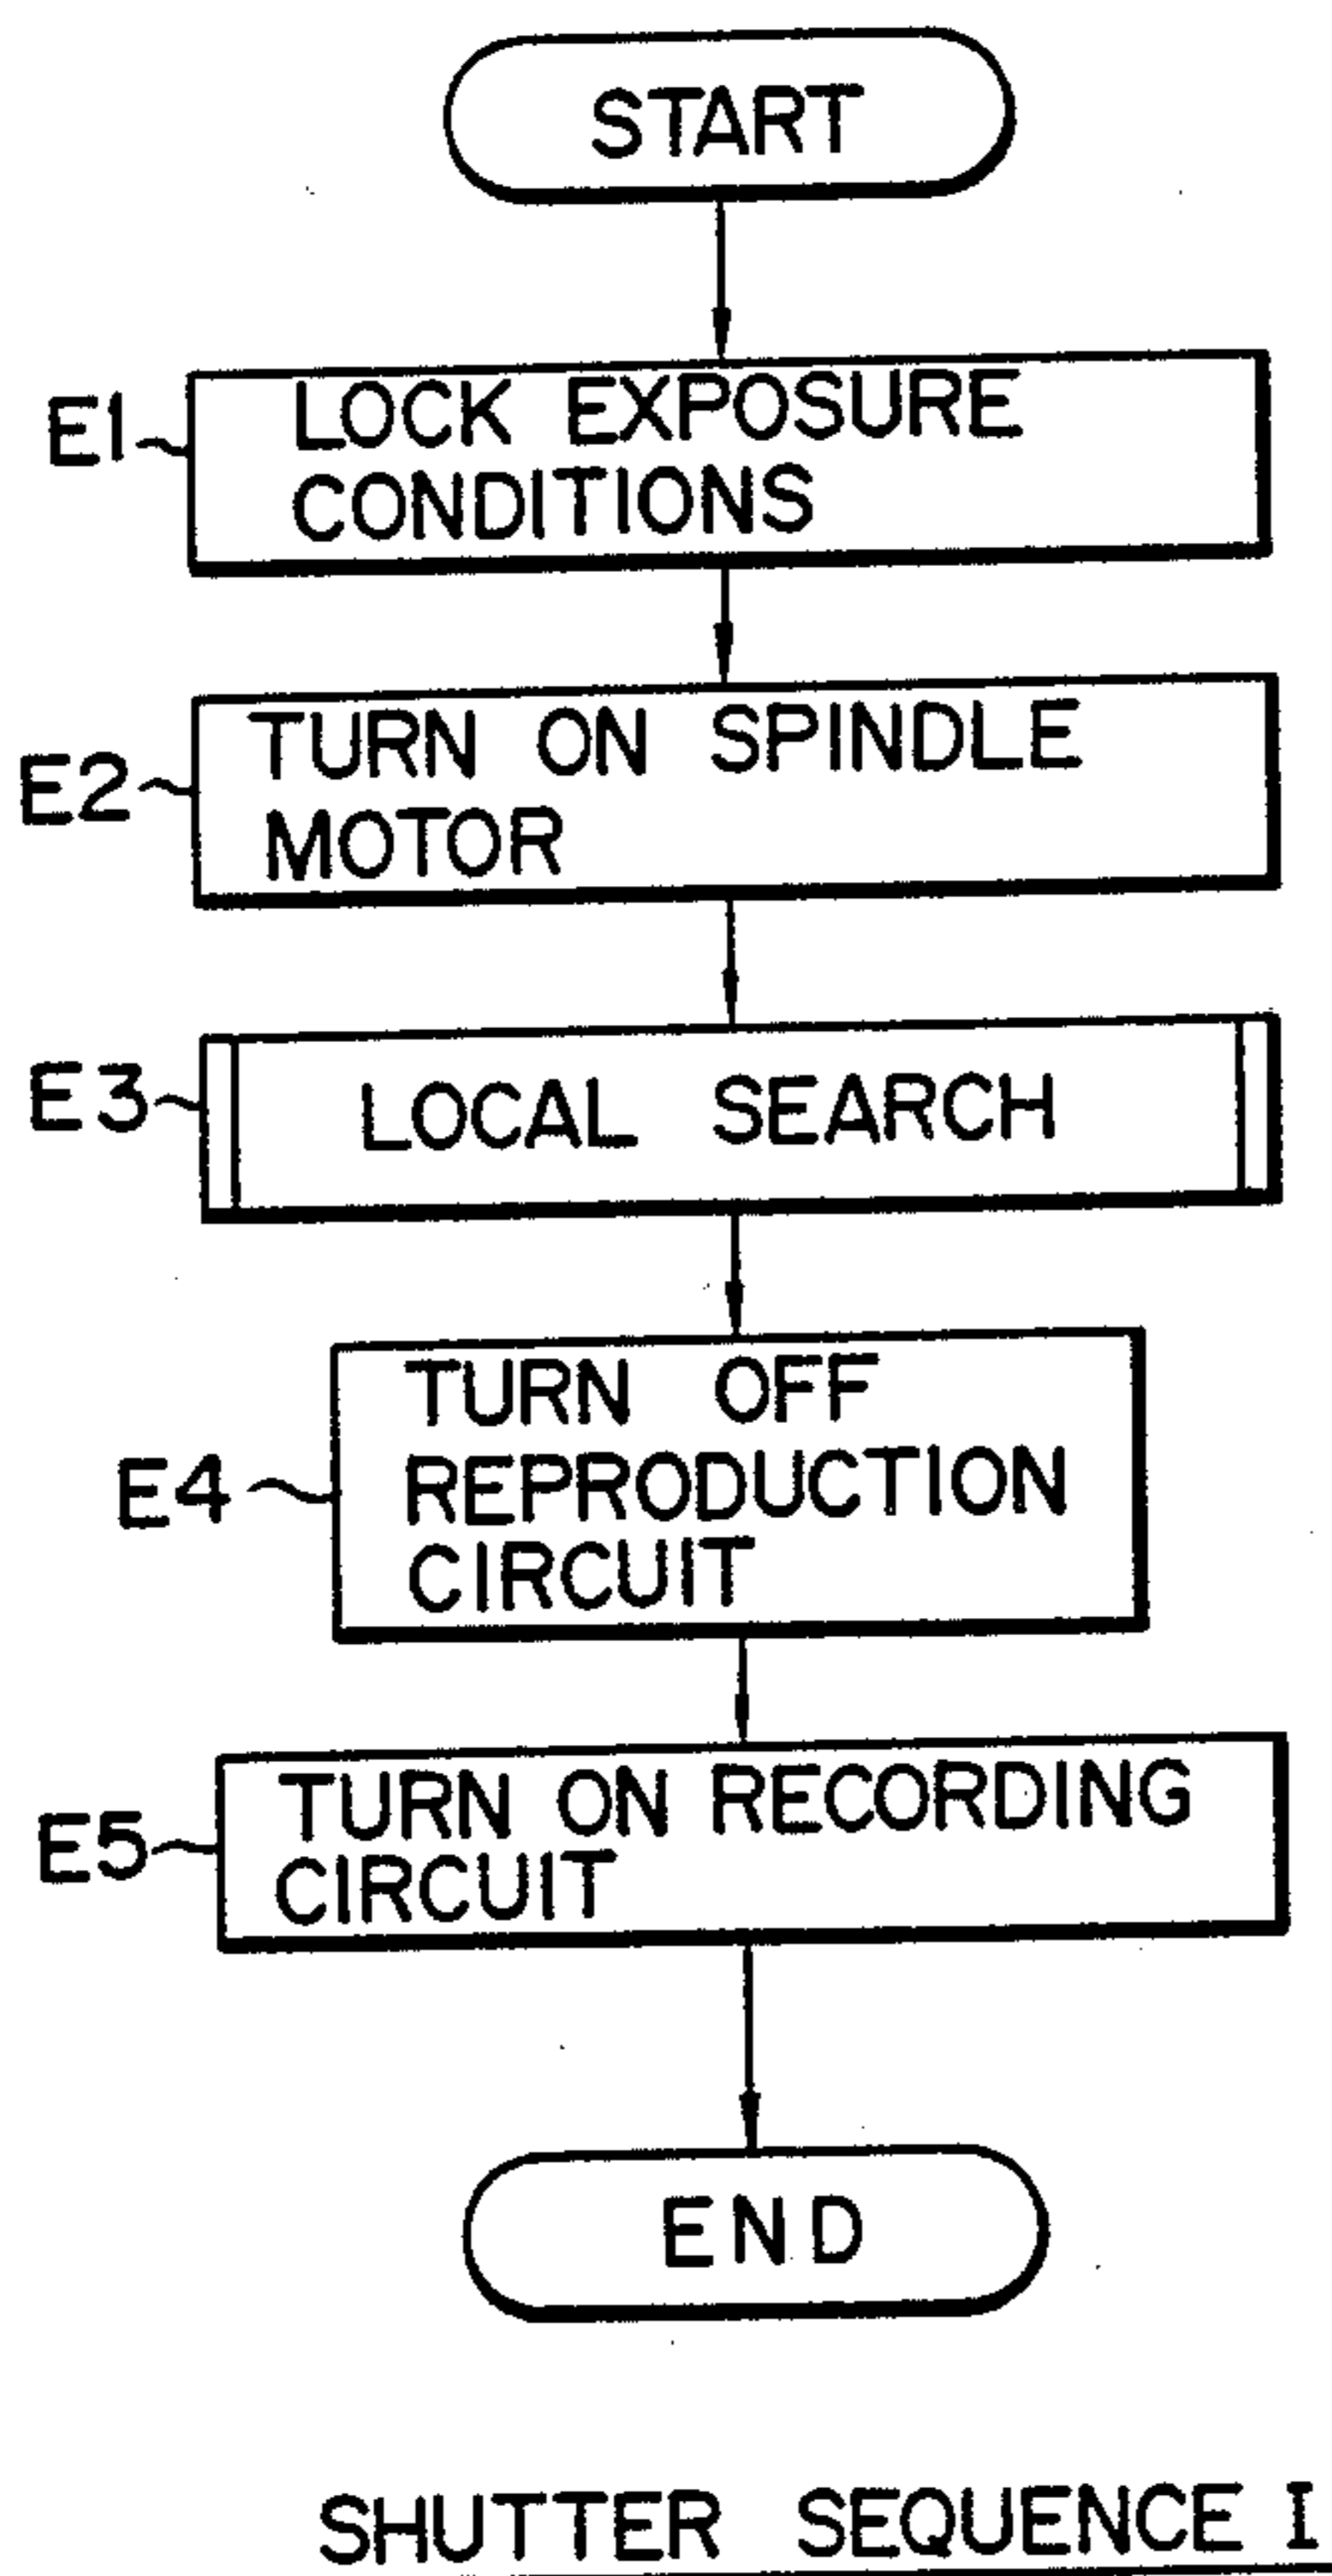 START
E1
LOCK EXPOSURE
CONDITIONS
E2
TURN ON SPINDLE
MOTOR
E3
LOCAL SEARCH
E4
TURN OFF
REPRODUCTION
CIRCUIT
E5
TURN ON RECORDING
CIRCUIT
END
SHUTTER SEQUENCE I